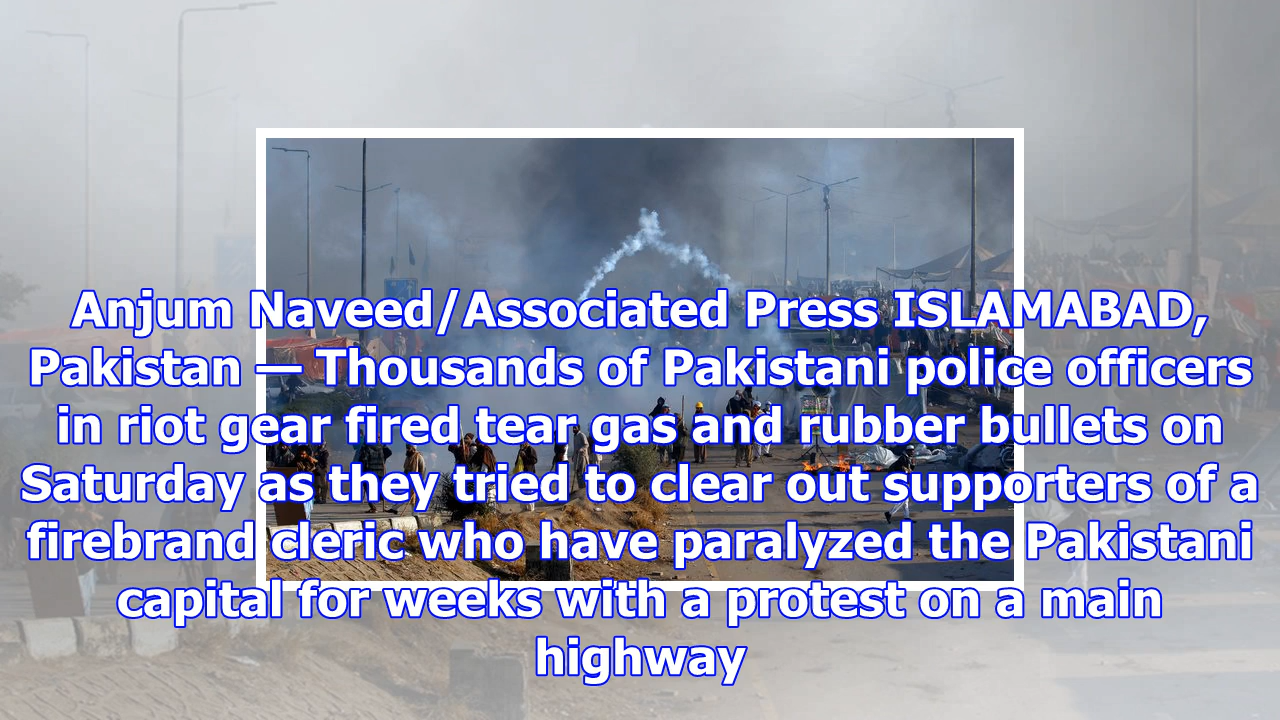 Anjum Naveed/Associated Press ISLAMABAD,
Pakistan — Thousands of Pakistani police officers
in riot gear fired tear gas and rubber bullets on
Saturday as they tried to clear out supporters of a
firebrand cleric who have paralyzed the Pakistani
capital for weeks with a protest on a main
highway